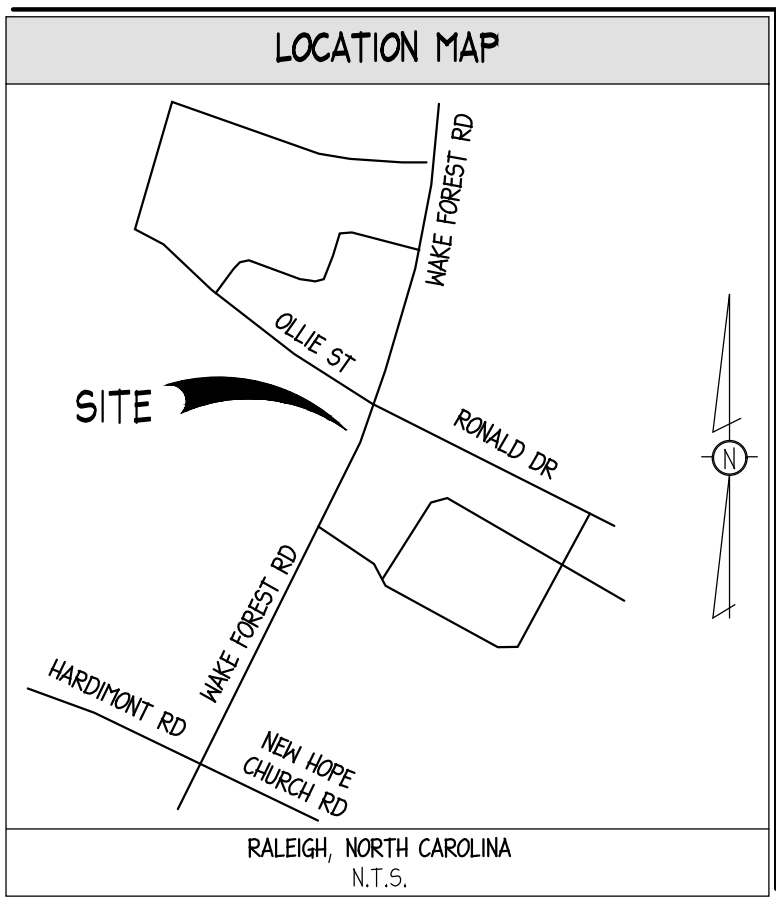 LOCATION MAP
WAKE FOREST RD
OLLIE ST
SITE
RONALD DR
N
WAKE FOREST RD
HARDIMONT RD
NEW HOPE
CHURCH RD
RALEIGH, NORTH CAROLINA
N.T.S.